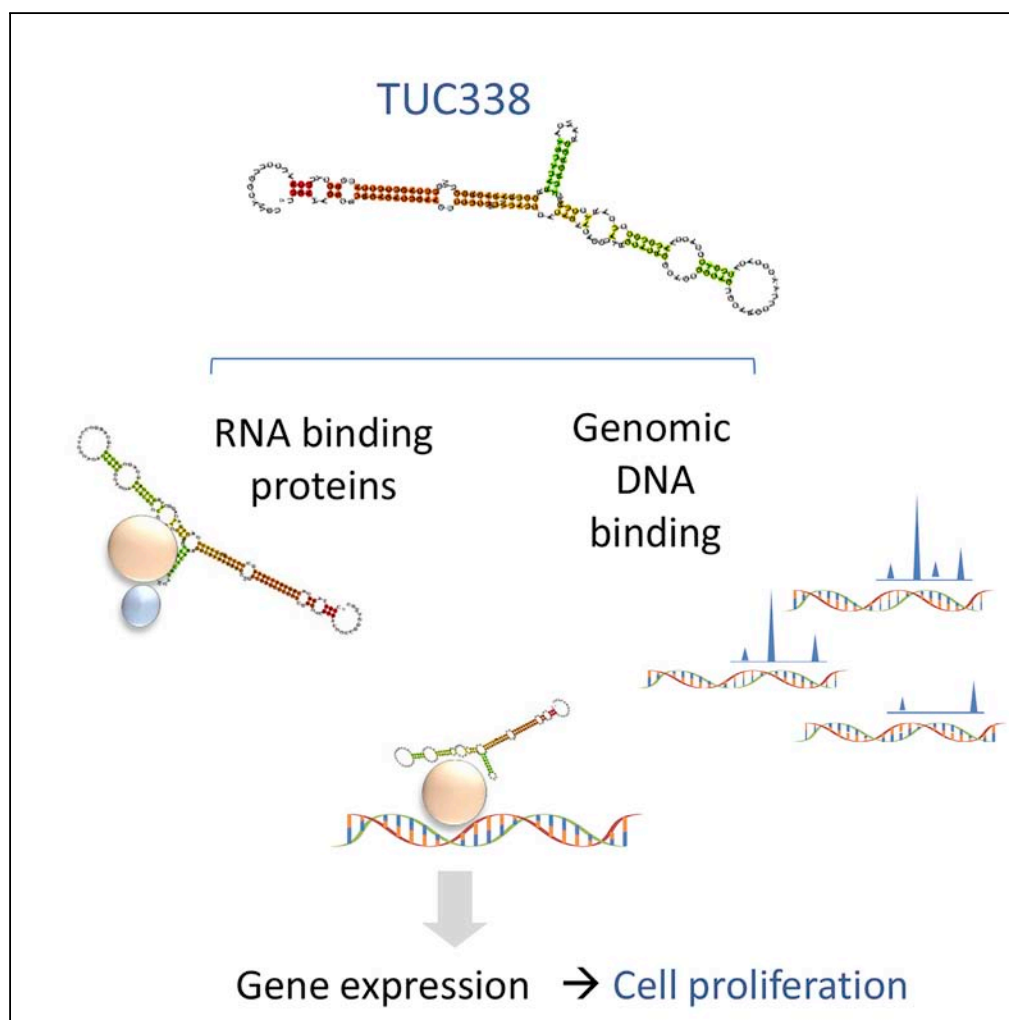 TUC338
RNA binding
proteins
Genomic
DNA
binding
Gene expression → Cell proliferation